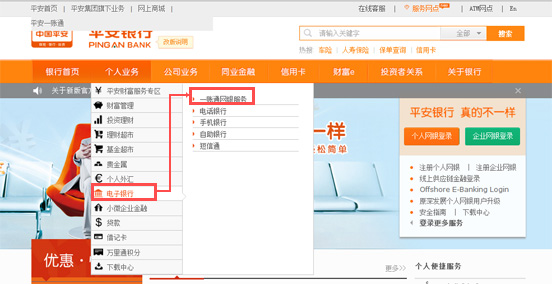 平安首页 | 平安集团旗下业务 | 网上商城 |
在线客服 | 服务网点 | ATM网点 | En
平安一账通
中国平安
平安银行
PING AN BANK
改版说明
请输入关键字
全部
搜索
热搜: 车险 | 人寿保险 | 保单查询 | 信用卡
银行首页 个人业务 公司业务 同业金融 信用卡 财富e 投资者关系 关于银行
关于新版官
平安财富服务专区
财富管理
投资理财
理财超市
基金超市
贵金属
个人外汇
电子银行
小微企业金融
贷款
借记卡
万里通积分
下载中心
一账通网银服务
电话银行
手机银行
自助银行
短信通
一样
松简单
平安银行 真的不一样
个人网银登录
企业网银登录
注册个人网银 | 注册企业网银
线上供应链金融登录
Offshore E-Banking Login
原深发展个人网银用户升级
安全指南 | 下载中心
登录更多服务
优惠
更多>>
个人便捷服务